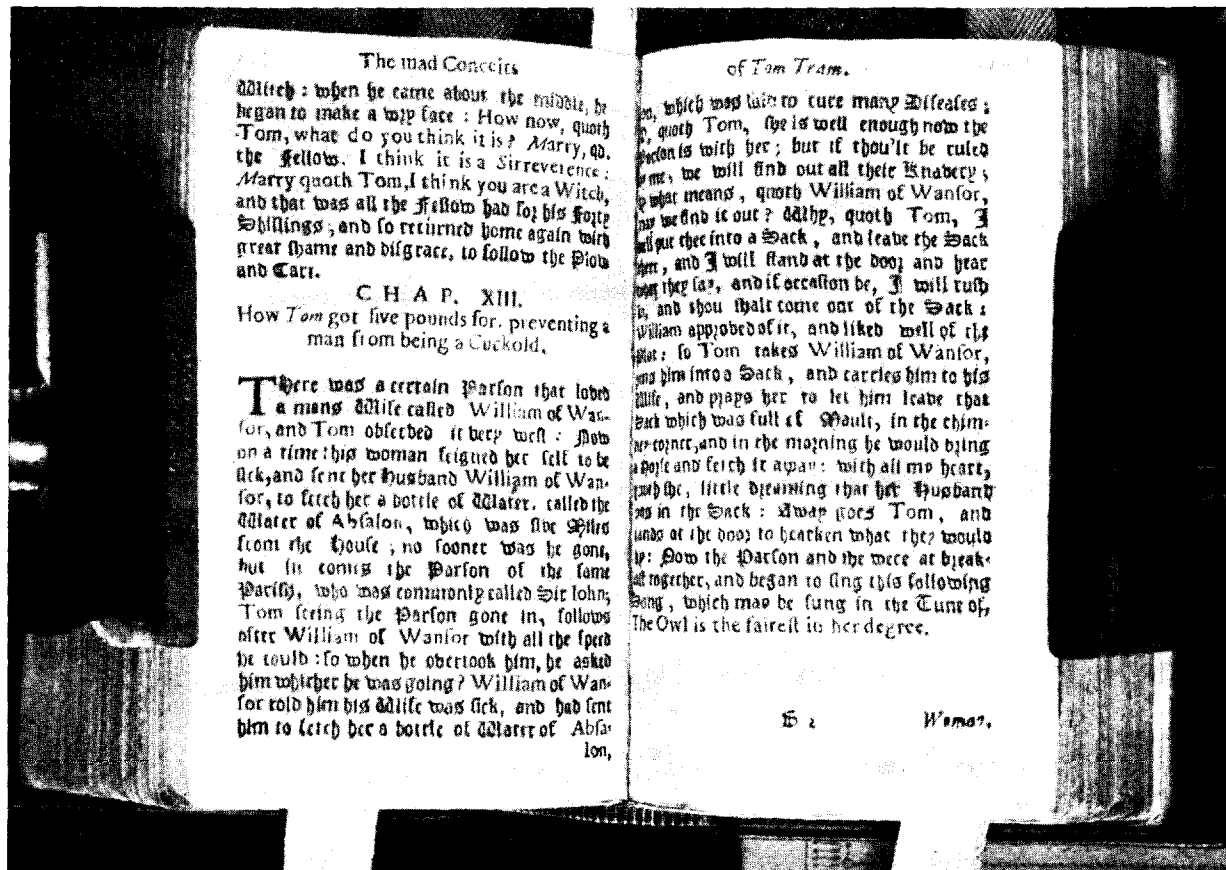 The mad Conceits
Witch : when he came about the middle, he
began to make a wry face : How now, quoth
Tom, what do you think it is ? Marry, qd.
the Fellow. I think it is a Sirreverence :
Marry quoth Tom, I think you are a Witch,
and that was all the Fellow had for his Forty
Shillings, and so returned home again with
great shame and disgrace, to follow the Plow
and Cart.
CHAP. XIII.
How Tom got five pounds for. preventing a
man from being a Cuckold.
There was a certain Parson that loved
a mans Wife called William of Wan-
sor, and Tom observed it very well : Now
on a time this woman feigned her self to be
sick, and sent her Husband William of Wan-
sor, to fetch her a bottle of Water. called the
Water of Absalon, which was five Miles
from the House ; no sooner was he gone,
but in comes the Parson of the same
Parish, who was commonly called Sir Iohn;
Tom seeing the Parson gone in, follows
after William of Wansor with all the speed
he could : so when he overtook him, he asked
him whither he was going ? William of Wan-
sor told him his Wife was sick, and had sent
him to fetch her a bottle of Water of Absa-
lon,
of Tom Tram.
which was said to cure many Diseases :
quoth Tom, she is well enough now the
Parson is with her ; but if thou'lt be ruled
me, we will find out all their Knavery ;
what means, quoth William of Wansor,
we find it out ? Why, quoth Tom, I
put thee into a Sack, and leave the Sack
there, and I will stand at the door and hear
what they say, and if occasion be, I will rush
in, and thou shalt come out of the Sack :
William approved of it, and liked well of the
Plot : so Tom takes William of Wansor,
puts him into a Sack, and carries him to his
Wife, and prays her to let him leave that
Sack which was full of Mault, in the chim-
ney corner, and in the morning he would bring
a horse and fetch it away : with all my heart,
quoth she, little dreaming that her Husband
was in the Sack : Away goes Tom, and
stands at the door to hearken what they would
say : Now the Parson and she were at break-
fast together, and began to sing this following
Song, which may be sung in the Tune of,
The Owl is the fairest in her degree.
B 2 Woman.